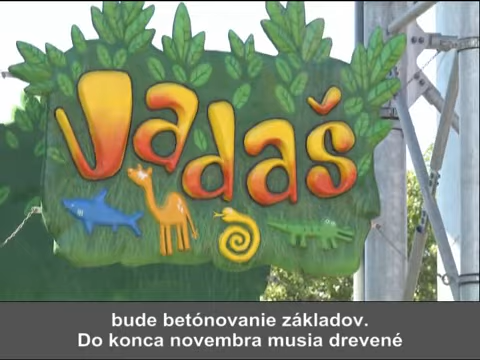 Vadaš
bude betónovanie základov.
Do konca novembra musia drevené